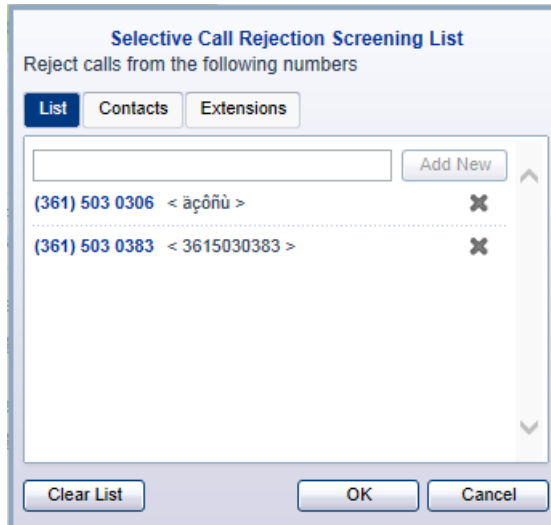 Selective Call Rejection Screening List
Reject calls from the following numbers
List Contacts Extensions
Add New
(361) 503 0306 < äçôñù >
(361) 503 0383 < 3615030383 >
Clear List OK Cancel